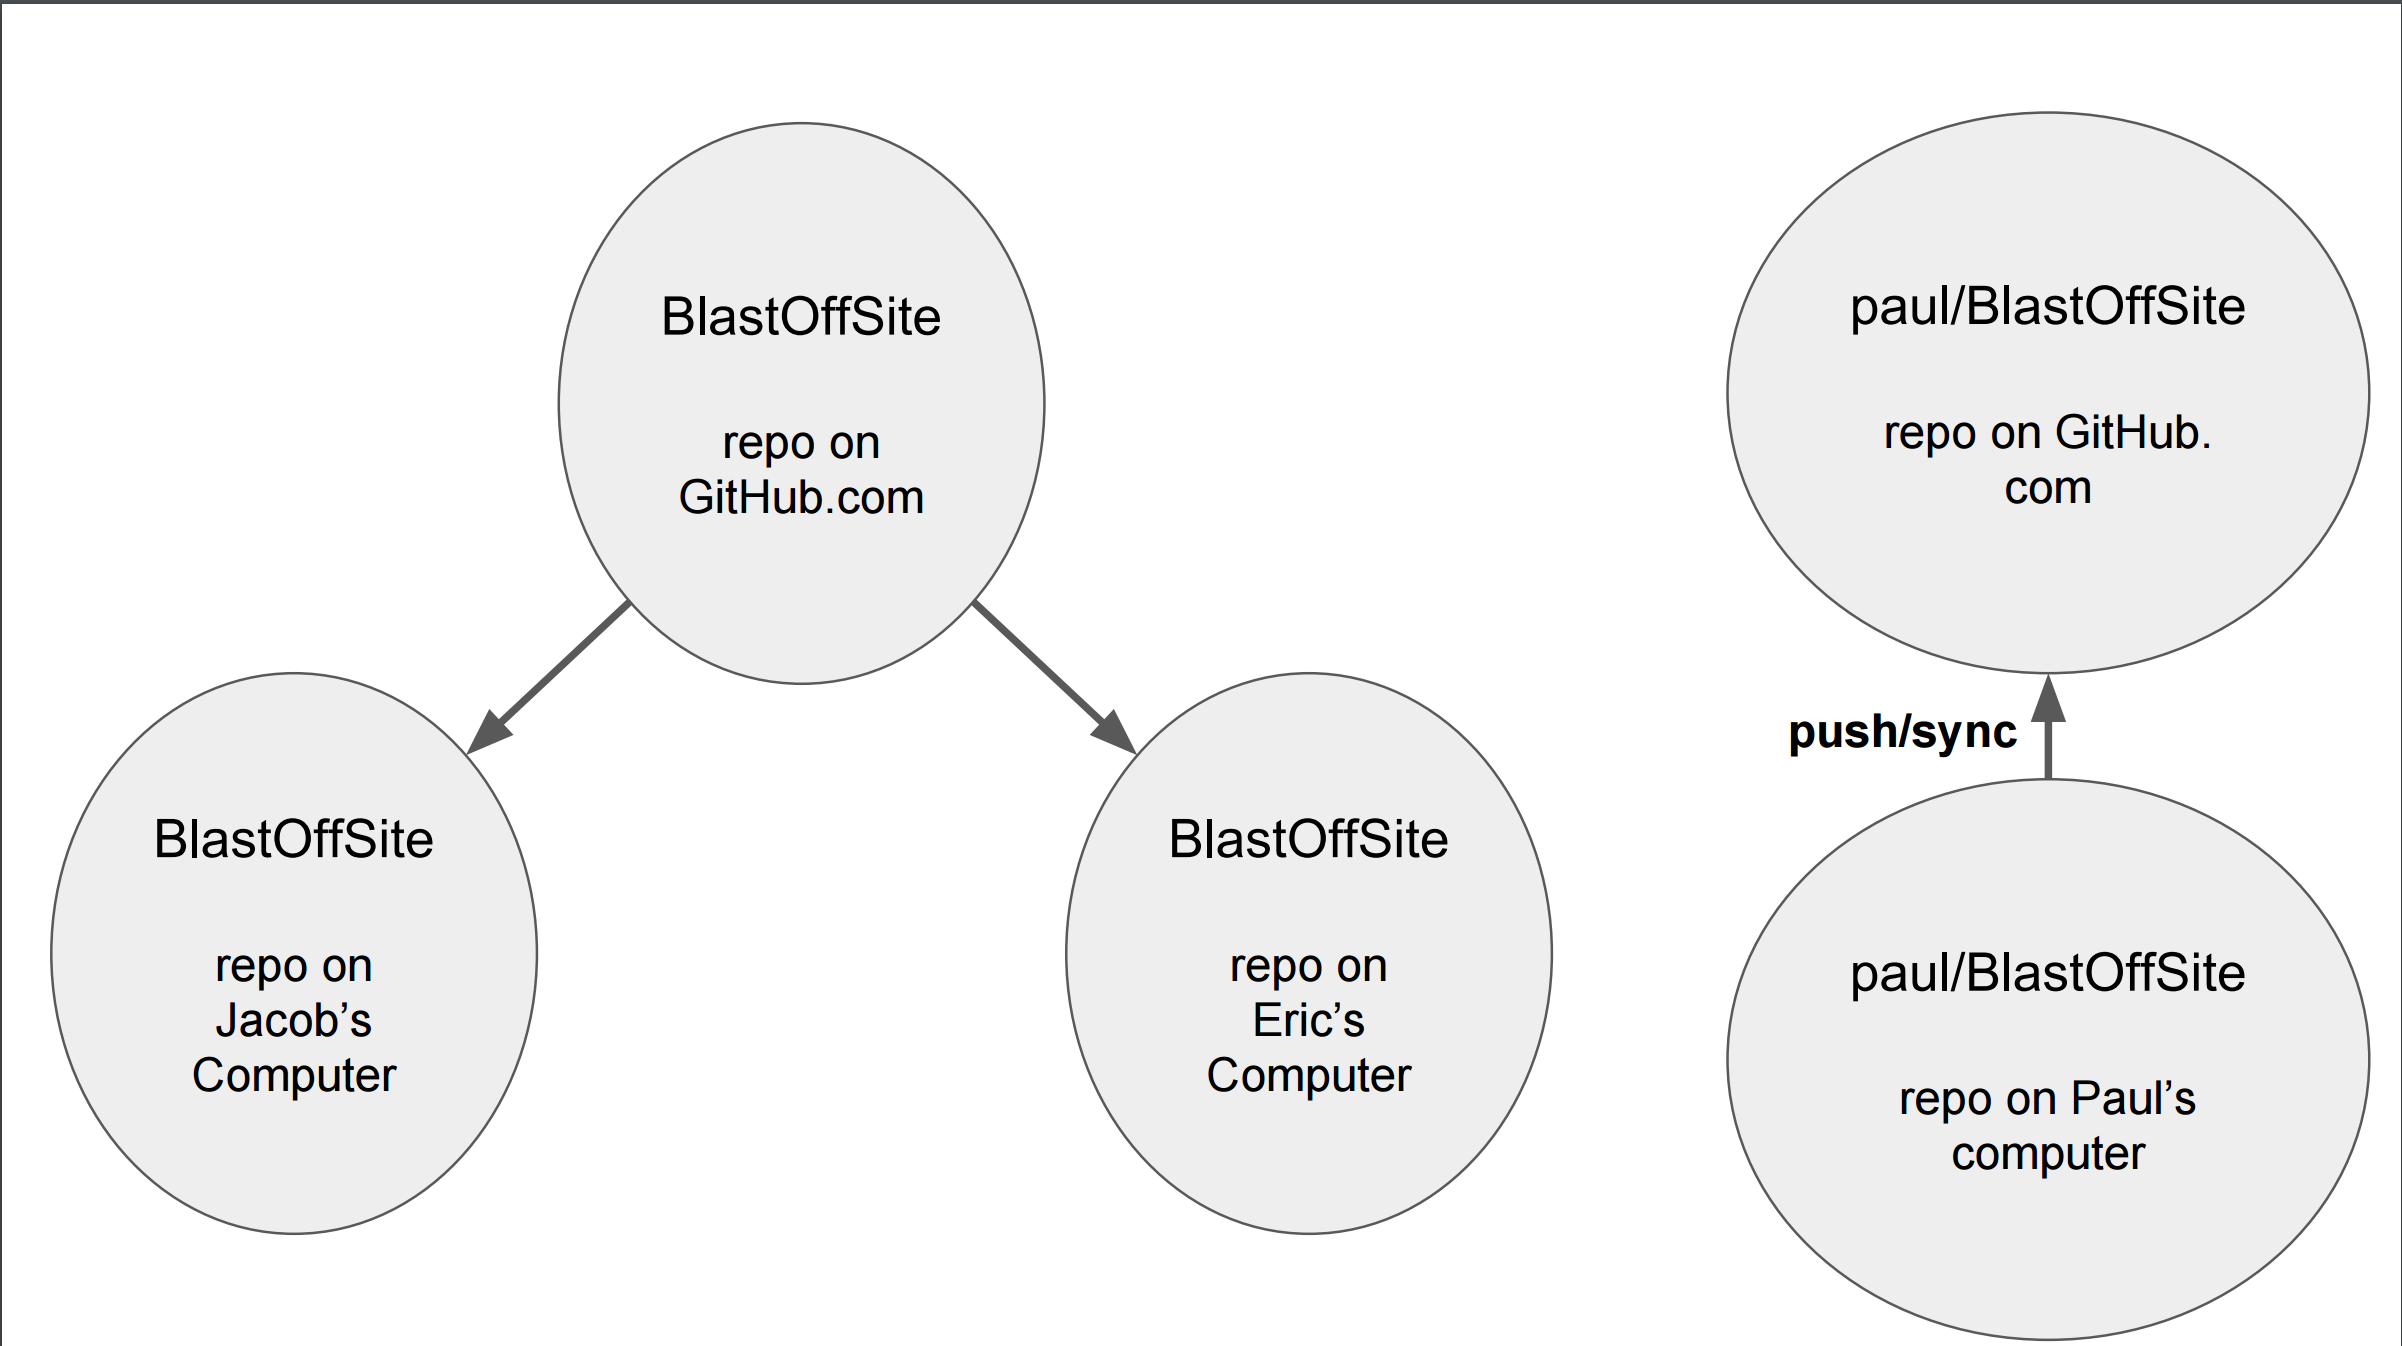 BlastOffSite
repo on
GitHub.com
BlastOffSite
repo on
Jacob’s
Computer
BlastOffSite
repo on
Eric’s
Computer
paul/BlastOffSite
repo on GitHub.
com
push/sync
paul/BlastOffSite
repo on Paul’s
computer